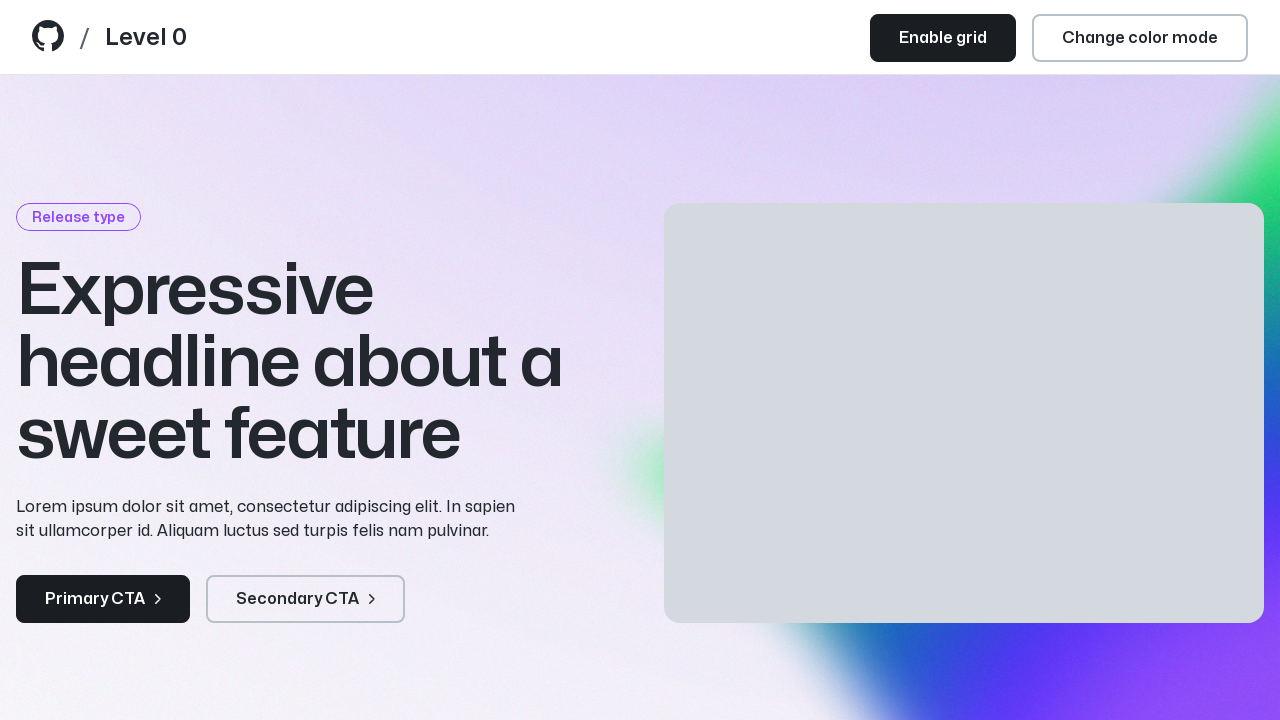 / Level 0
Enable grid
Change color mode
Release type
Expressive
headline about a
sweet feature
Lorem ipsum dolor sit amet, consectetur adipiscing elit. In sapien
sit ullamcorper id. Aliquam luctus sed turpis felis nam pulvinar.
Primary CTA
Secondary CTA